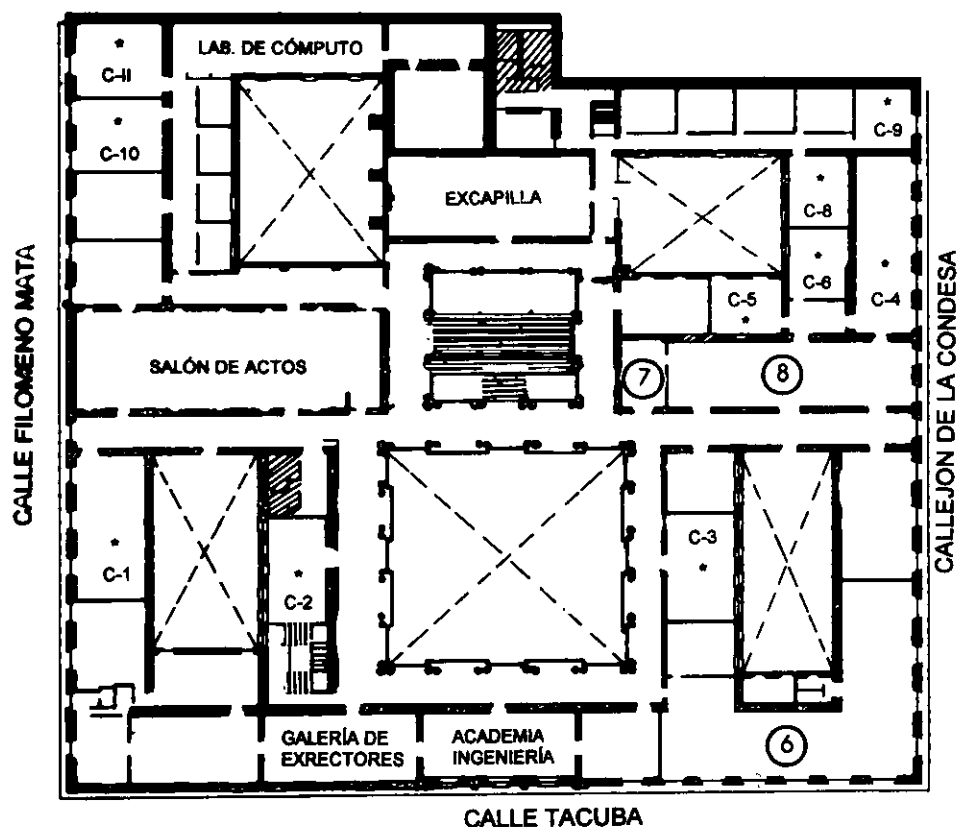 LAB. DE CÓMPUTO
C-11
C-10
C-9
EXCAPILLA
C-8
C-6
C-4
C-5
SALÓN DE ACTOS
7
8
CALLE FILOMENO MATA
CALLEJON DE LA CONDESA
C-1
C-2
C-3
GALERÍA DE
EXRECTORES
ACADEMIA
INGENIERÍA
6
CALLE TACUBA